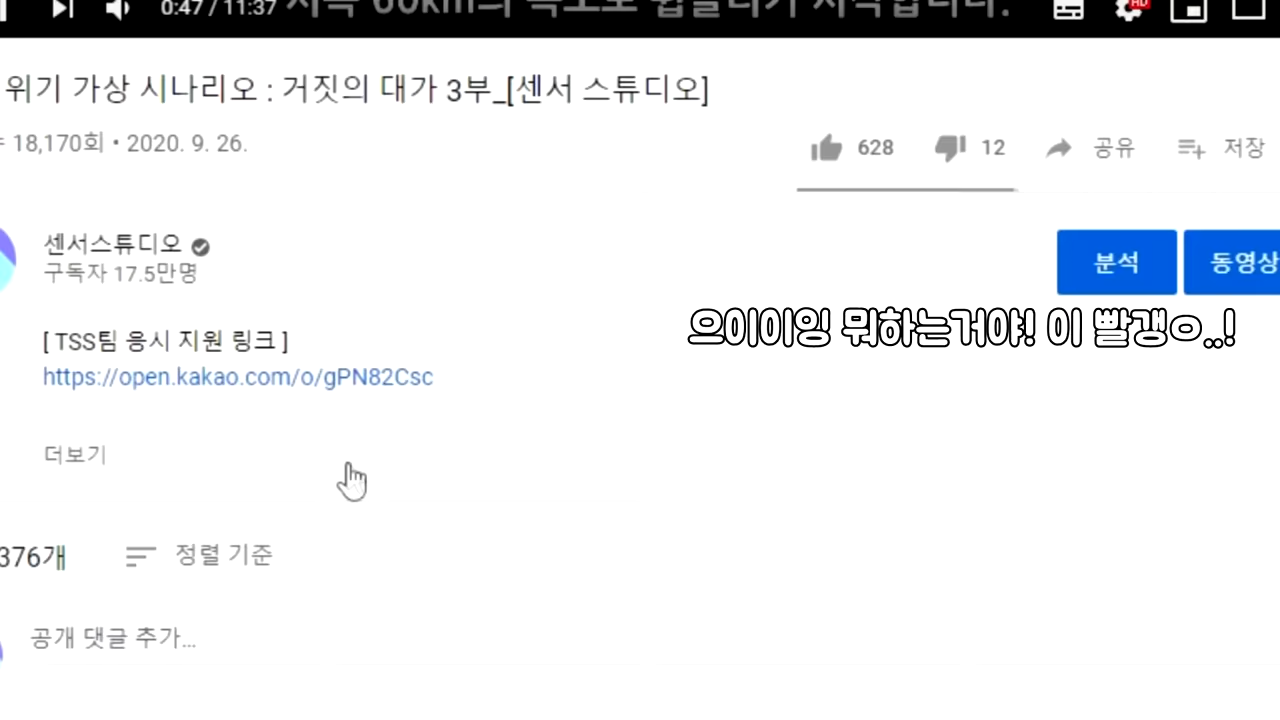 0:47 / 11:37
HD
위기 가상 시나리오 : 거짓의 대가 3부_[센서 스튜디오]
18,170회 • 2020. 9. 26.
628 12 공유 저장
센서스튜디오
구독자 17.5만명
분석 동영상
으이이잉 뭐하는거야! 이 빨갱ㅇ..!
[ TSS팀 응시 지원 링크 ]
https://open.kakao.com/o/gPN82Csc
더보기
376개 정렬 기준
공개 댓글 추가...